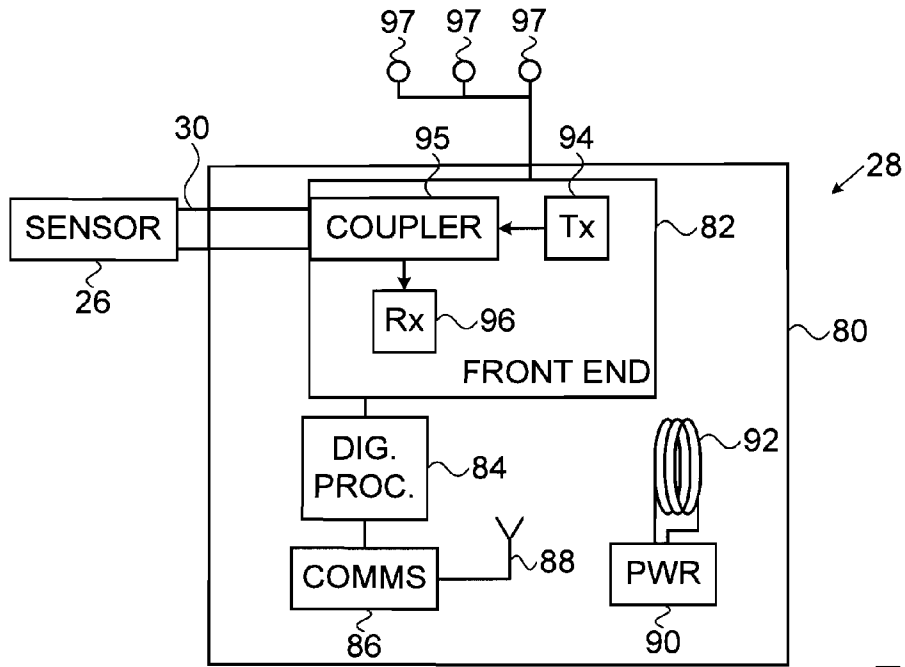 97 97 97
30
95
94
28
SENSOR
COUPLER
Tx
82
26
Rx
96
80
FRONT END
DIG.
PROC.
84
92
COMMS
88
PWR
86
90